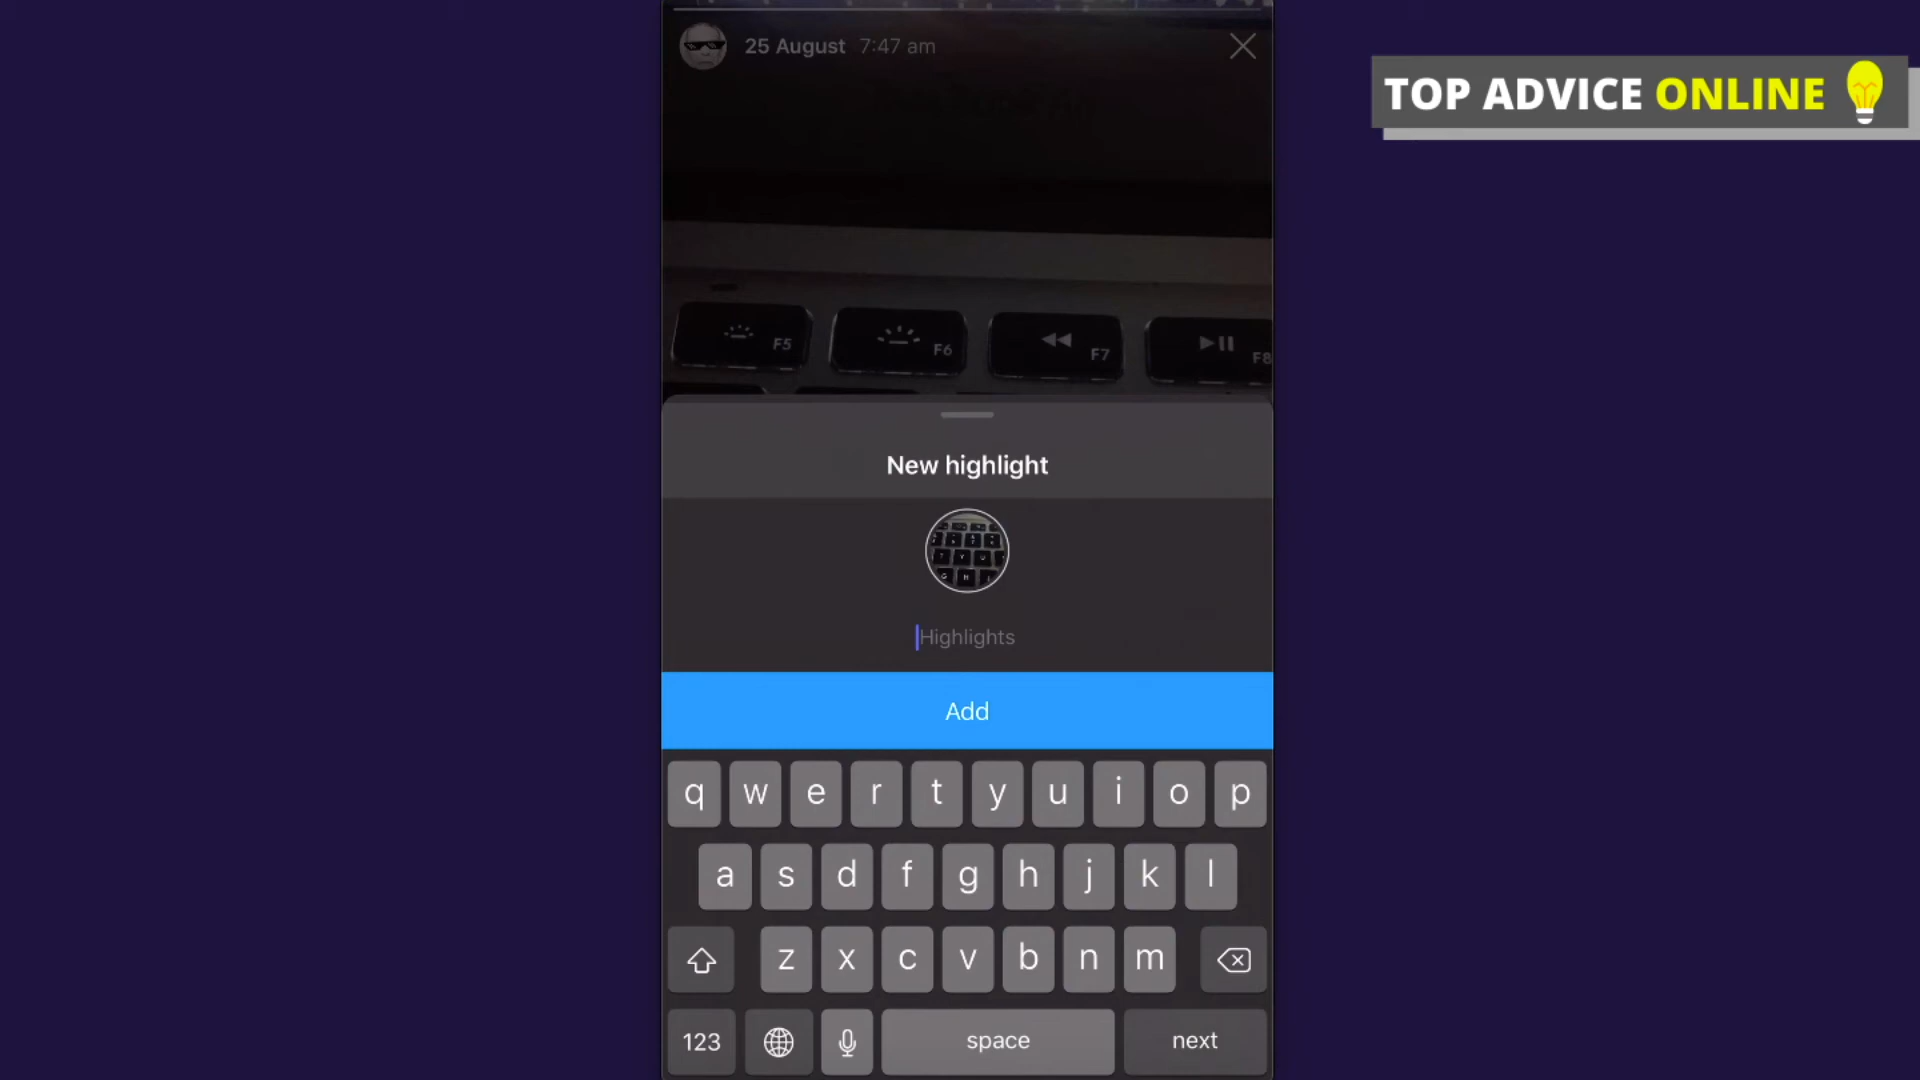 25 August 7:47 am
TOP ADVICE ONLINE
F5 F6 F7 F8
New highlight
Highlights
Add
q w e r t y u i o p
a s d f g h j k l
z x c v b n m
123 space next